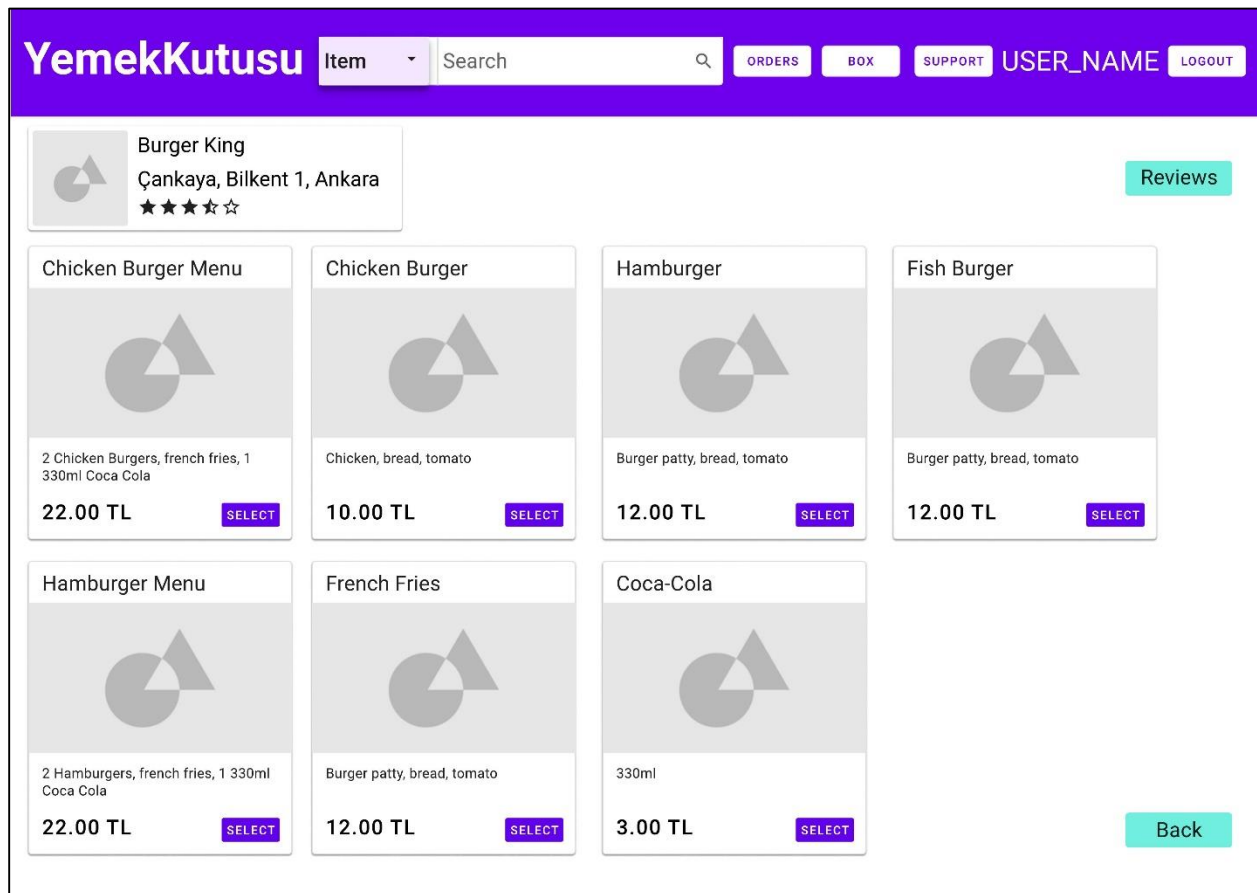 YemekKutusu
Item
Search
ORDERS
BOX
SUPPORT
USER_NAME
LOGOUT
Burger King
Çankaya, Bilkent 1, Ankara
Reviews
Chicken Burger Menu
2 Chicken Burgers, french fries, 1
330ml Coca Cola
22.00 TL
SELECT
Chicken Burger
Chicken, bread, tomato
10.00 TL
SELECT
Hamburger
Burger patty, bread, tomato
12.00 TL
SELECT
Fish Burger
Burger patty, bread, tomato
12.00 TL
SELECT
Hamburger Menu
2 Hamburgers, french fries, 1 330ml
Coca Cola
22.00 TL
SELECT
French Fries
Burger patty, bread, tomato
12.00 TL
SELECT
Coca-Cola
330ml
3.00 TL
SELECT
Back